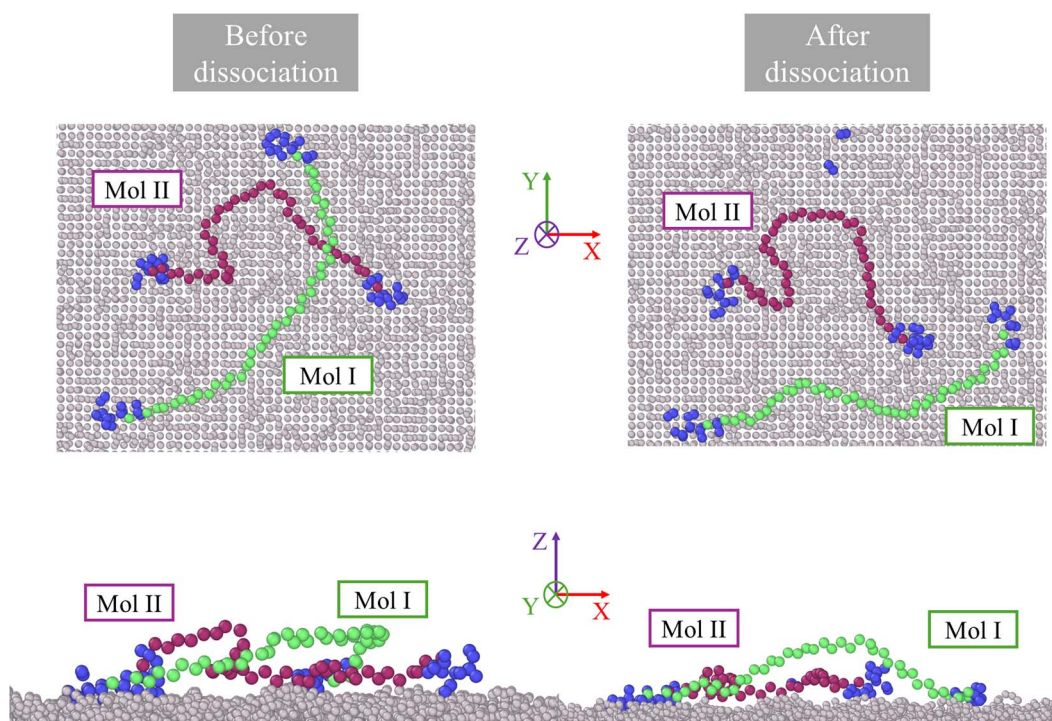 Before
dissociation
After
dissociation
Mol II
Mol I
Y
Z
X
Mol II
Mol I
Mol II
Mol I
Z
Y
X
Mol II
Mol I